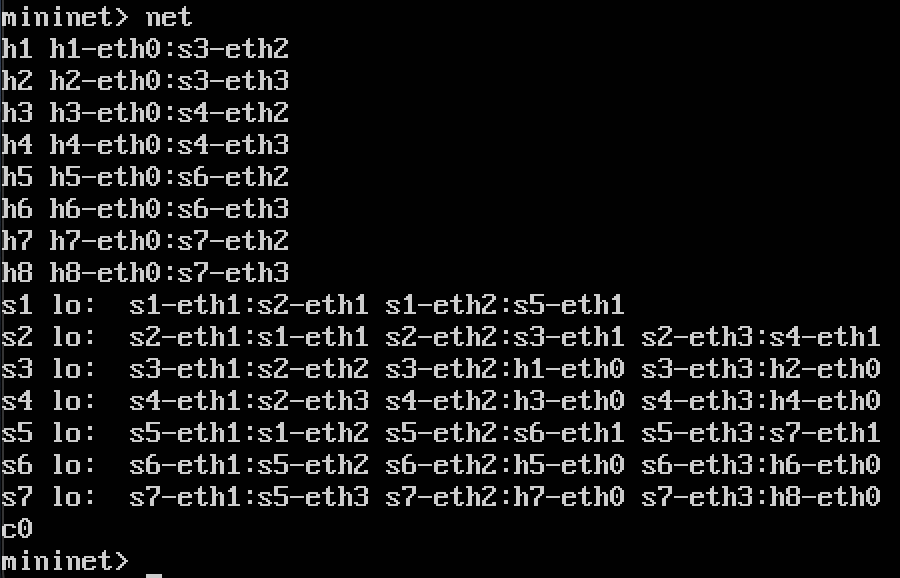 mininet> net
h1 h1-eth0:s3-eth2
h2 h2-eth0:s3-eth3
h3 h3-eth0:s4-eth2
h4 h4-eth0:s4-eth3
h5 h5-eth0:s6-eth2
h6 h6-eth0:s6-eth3
h7 h7-eth0:s7-eth2
h8 h8-eth0:s7-eth3
s1 lo:  s1-eth1:s2-eth1 s1-eth2:s5-eth1
s2 lo:  s2-eth1:s1-eth1 s2-eth2:s3-eth1 s2-eth3:s4-eth1
s3 lo:  s3-eth1:s2-eth2 s3-eth2:h1-eth0 s3-eth3:h2-eth0
s4 lo:  s4-eth1:s2-eth3 s4-eth2:h3-eth0 s4-eth3:h4-eth0
s5 lo:  s5-eth1:s1-eth2 s5-eth2:s6-eth1 s5-eth3:s7-eth1
s6 lo:  s6-eth1:s5-eth2 s6-eth2:h5-eth0 s6-eth3:h6-eth0
s7 lo:  s7-eth1:s5-eth3 s7-eth2:h7-eth0 s7-eth3:h8-eth0
c0
mininet>